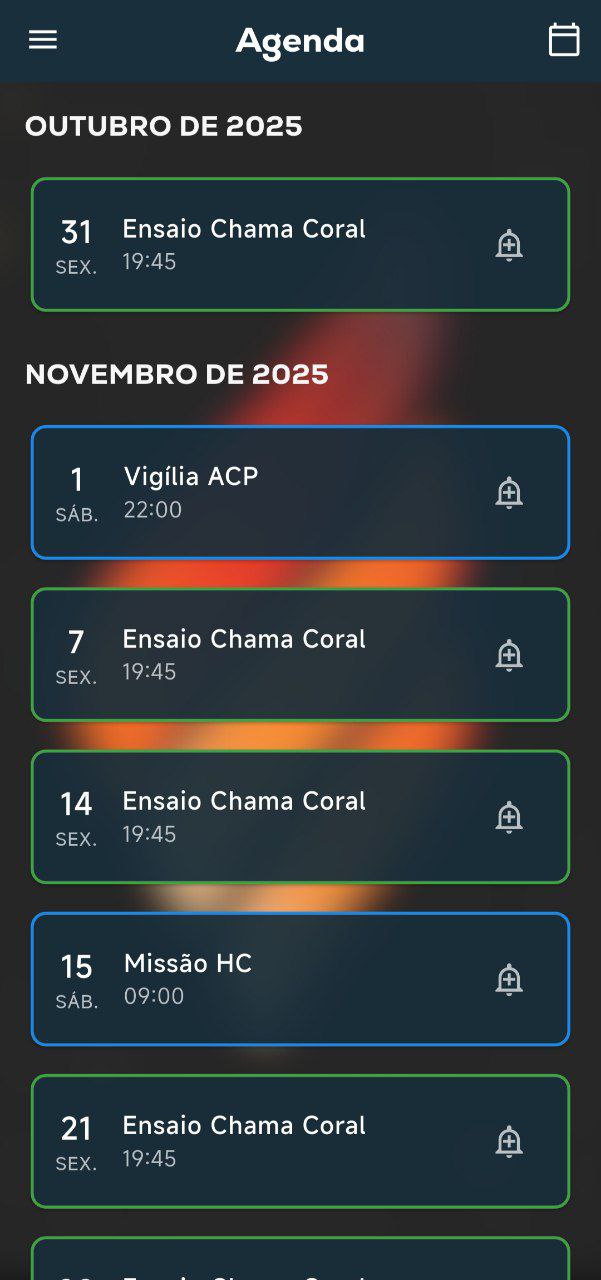 Agenda
OUTUBRO DE 2025
31
SEX.
Ensaio Chama Coral
19:45
NOVEMBRO DE 2025
1
SÁB.
Vigília ACP
22:00
7
SEX.
Ensaio Chama Coral
19:45
14
SEX.
Ensaio Chama Coral
19:45
15
SÁB.
Missão HC
09:00
21
SEX.
Ensaio Chama Coral
19:45